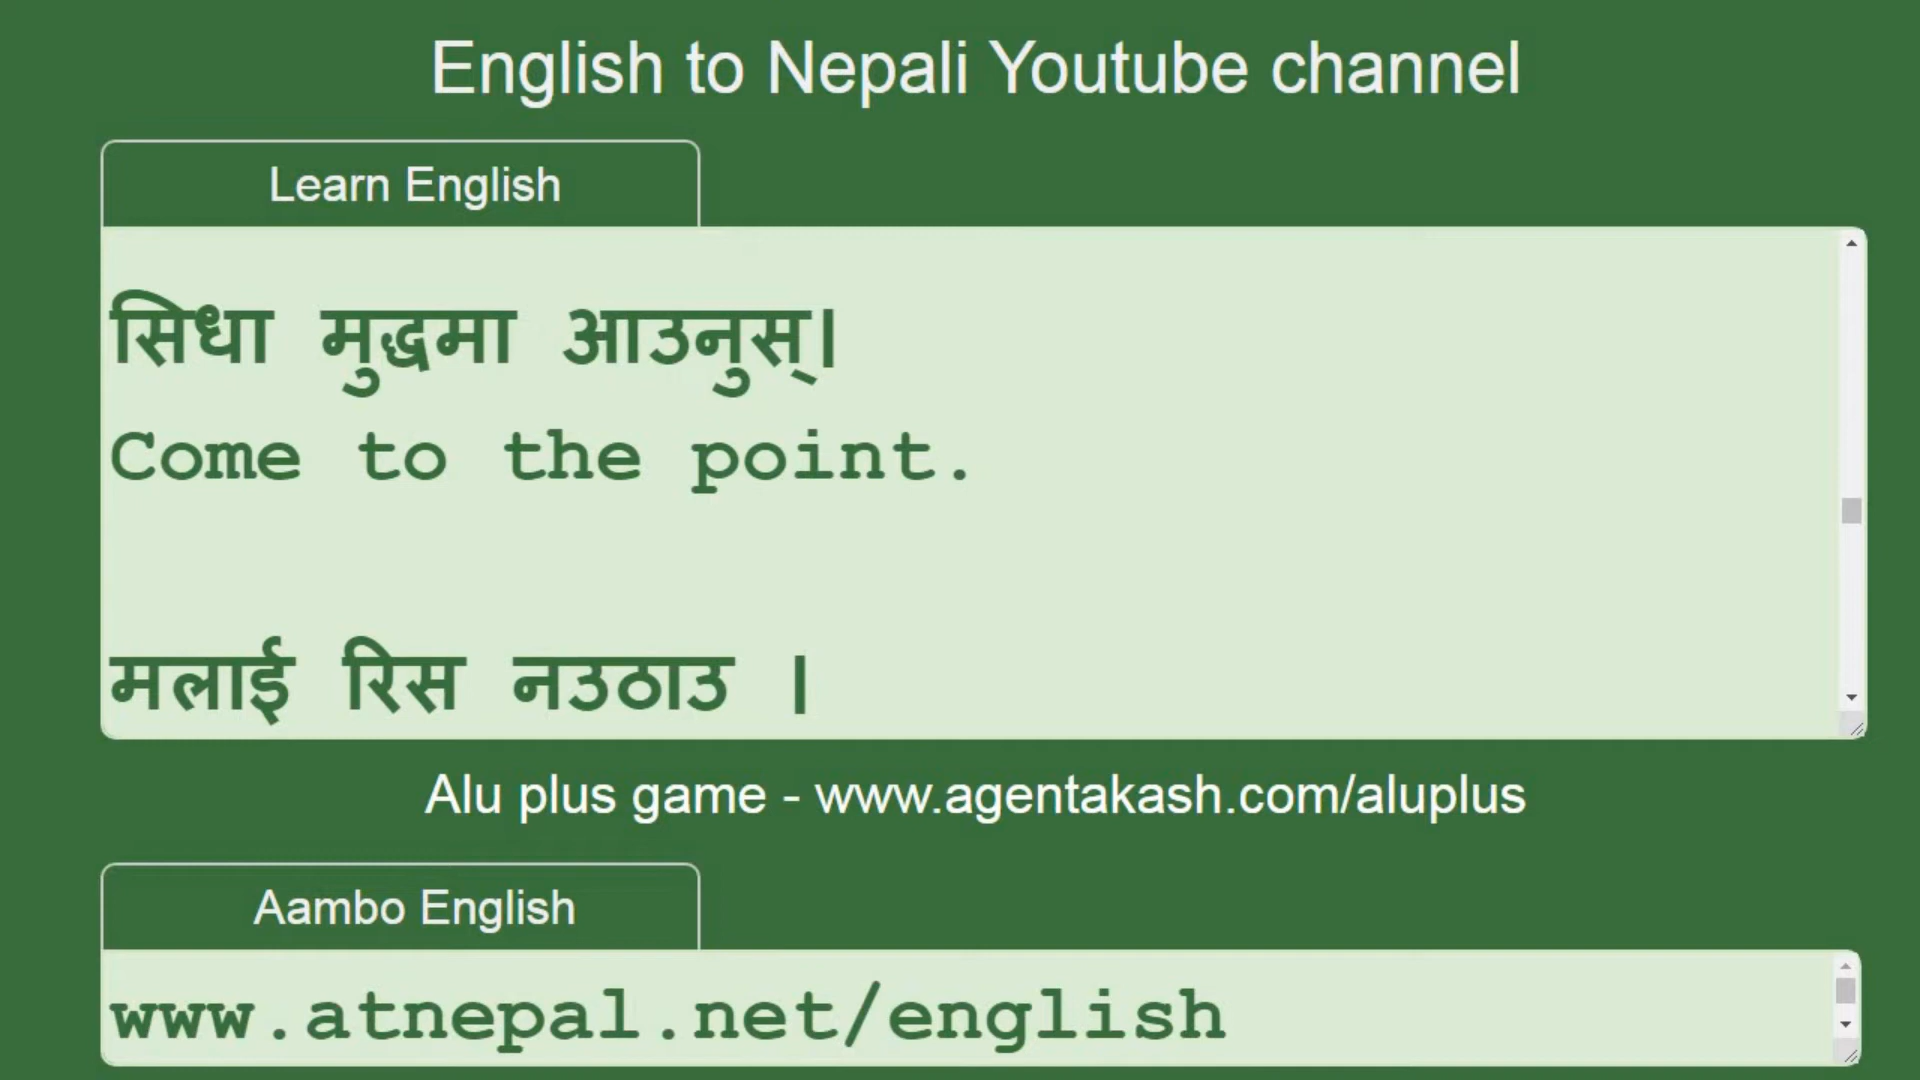 English to Nepali Youtube channel
Learn English
सिधा मुद्धमा आउनुस्।
Come to the point.
मलाई रिस नउठाउ ।
Alu plus game - www.agentakash.com/aluplus
Aambo English
www.atnepal.net/english